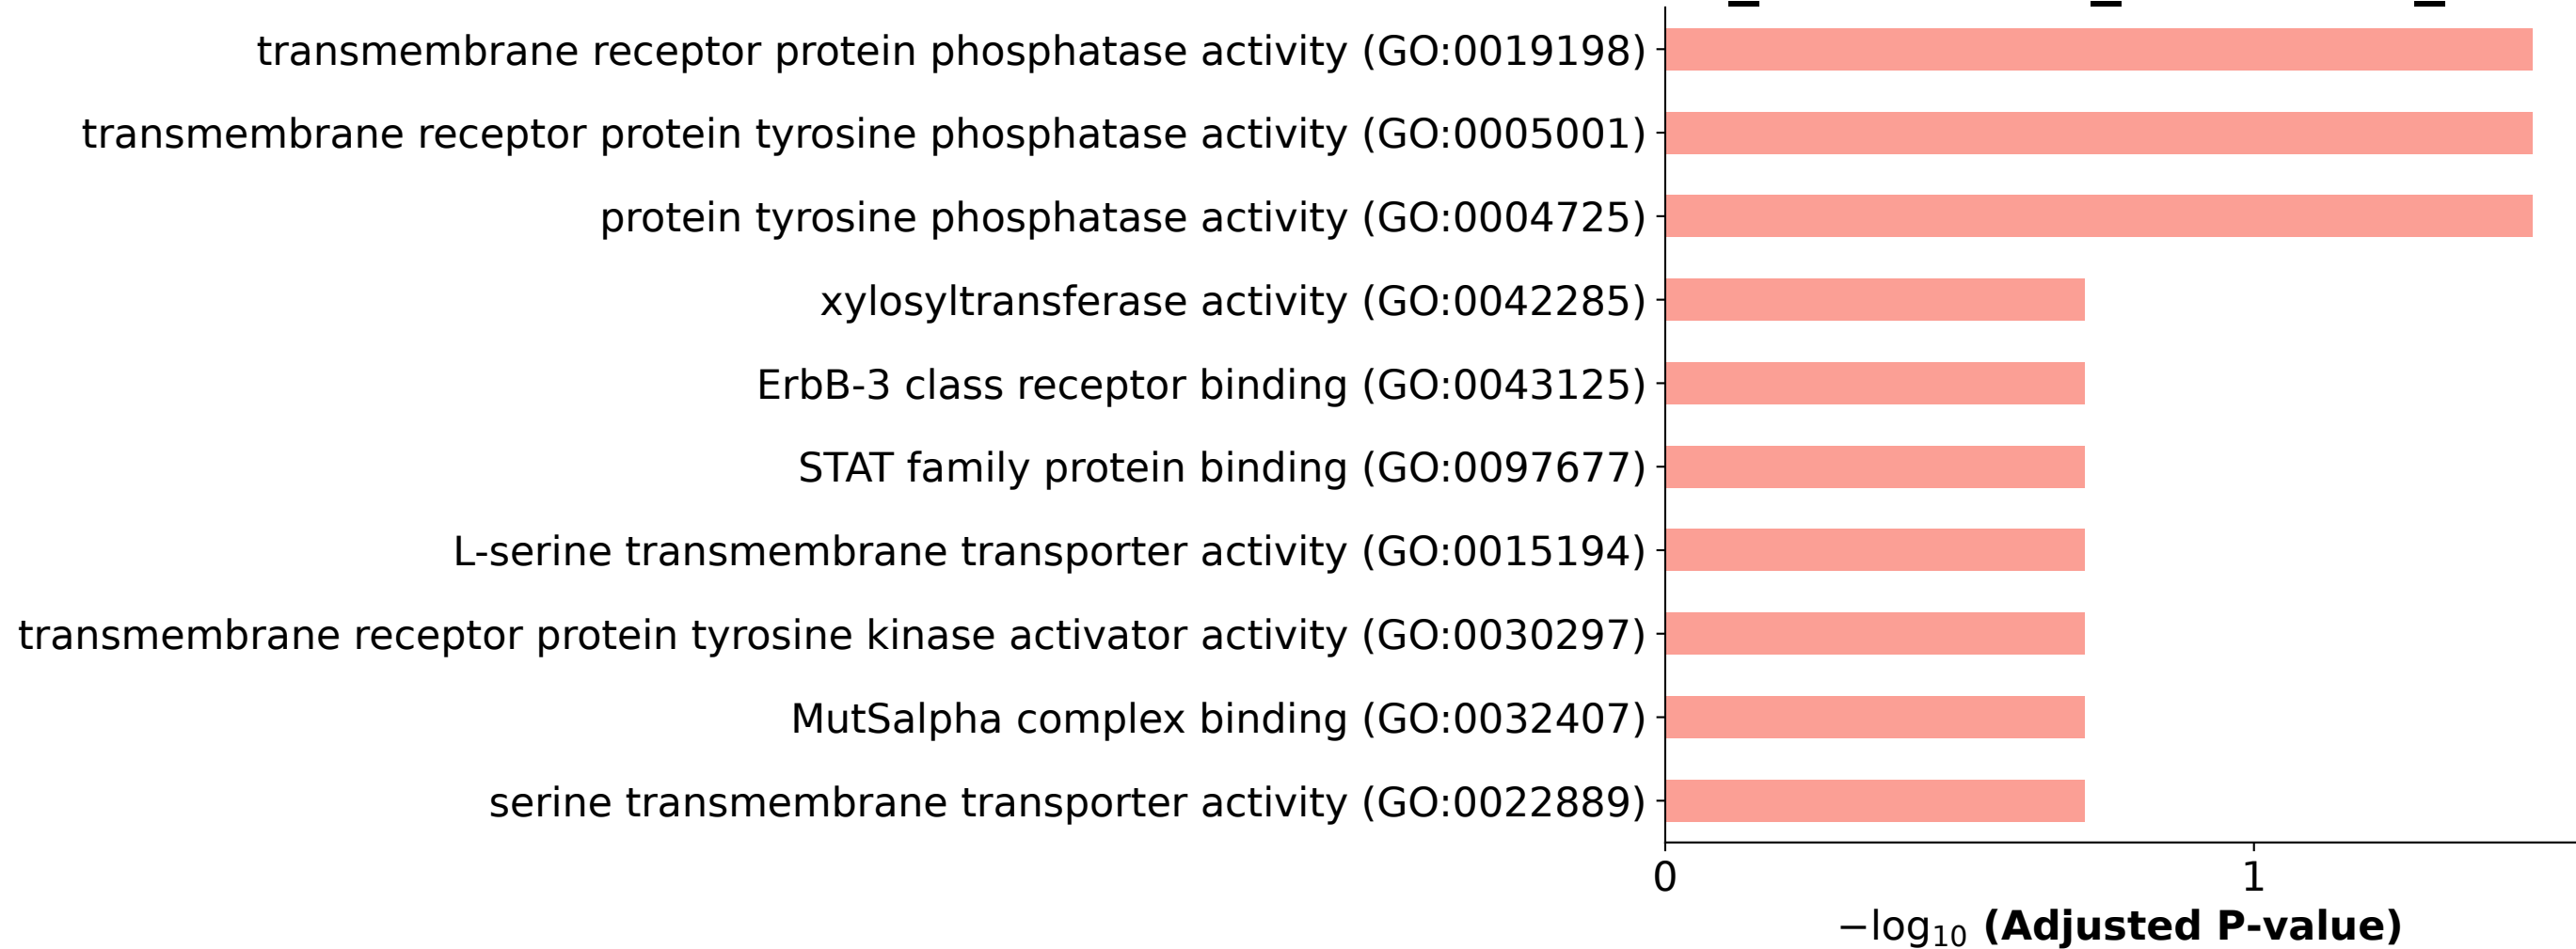 transmembrane receptor protein phosphatase activity (GO:0019198)
transmembrane receptor protein tyrosine phosphatase activity (GO:0005001)
protein tyrosine phosphatase activity (GO:0004725)
xylosyltransferase activity (GO:0042285)
ErbB-3 class receptor binding (GO:0043125)
STAT family protein binding (GO:0097677)
L-serine transmembrane transporter activity (GO:0015194)
transmembrane receptor protein tyrosine kinase activator activity (GO:0030297)
MutSalpha complex binding (GO:0032407)
serine transmembrane transporter activity (GO:0022889)
0 1
−log₁₀ (Adjusted P-value)